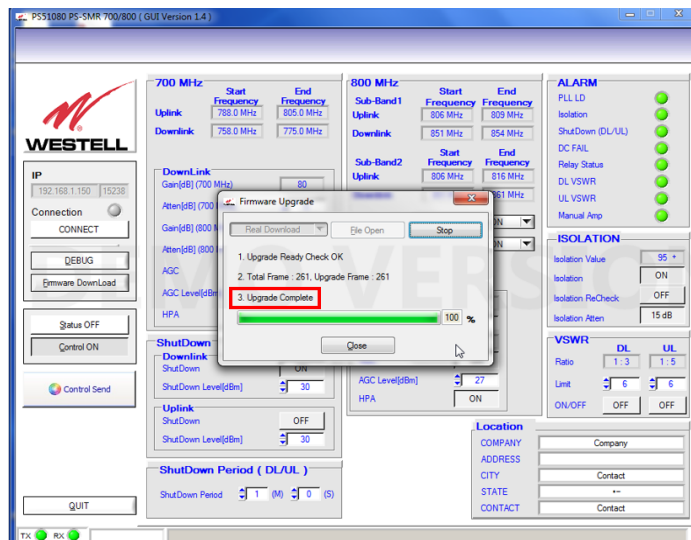 PS51080 PS-SMR 700/800 ( GUI Version 1.4 )
WESTELL
IP
192.168.1.150 15238
Connection
CONNECT
DEBUG
Firmware DownLoad
Status OFF
Control ON
Control Send
QUIT
TX RX
700 MHz
Start Frequency End Frequency
Uplink 788.0 MHz 805.0 MHz
Downlink 758.0 MHz 775.0 MHz
DownLink
Gain[dB] (700 MHz) 80
Atten[dB] (700
Gain[dB] (800 M
Atten[dB] (800
AGC
AGC Level[dBm
HPA
ShutDown
Downlink
ShutDown ON
ShutDown Level[dBm] 30
Uplink
ShutDown OFF
ShutDown Level[dBm] 30
ShutDown Period ( DL/UL )
ShutDown Period 1 (M) 0 (S)
800 MHz
Start Frequency End Frequency
Sub-Band1
Uplink 806 MHz 809 MHz
Downlink 851 MHz 854 MHz
Start Frequency End Frequency
Sub-Band2
Uplink 806 MHz 816 MHz
861 MHz
AGC Level[dBm] 27
HPA ON
Firmware Upgrade
Real Download File Open Stop
1. Upgrade Ready Check OK
2. Total Frame : 261, Upgrade Frame : 261
3. Upgrade Complete
100 %
Close
ALARM
PLL LD
Isolation
ShutDown (DL/UL)
DC FAIL
Relay Status
DL VSWR
UL VSWR
Manual Amp
ISOLATION
Isolation Value 95 +
Isolation ON
Isolation ReCheck OFF
Isolation Atten 15 dB
VSWR
DL UL
Ratio 1 : 3 1 : 5
Limit 6 6
ON/OFF OFF OFF
Location
COMPANY Company
ADDRESS
CITY Contact
STATE --
CONTACT Contact
DEMO VERSION